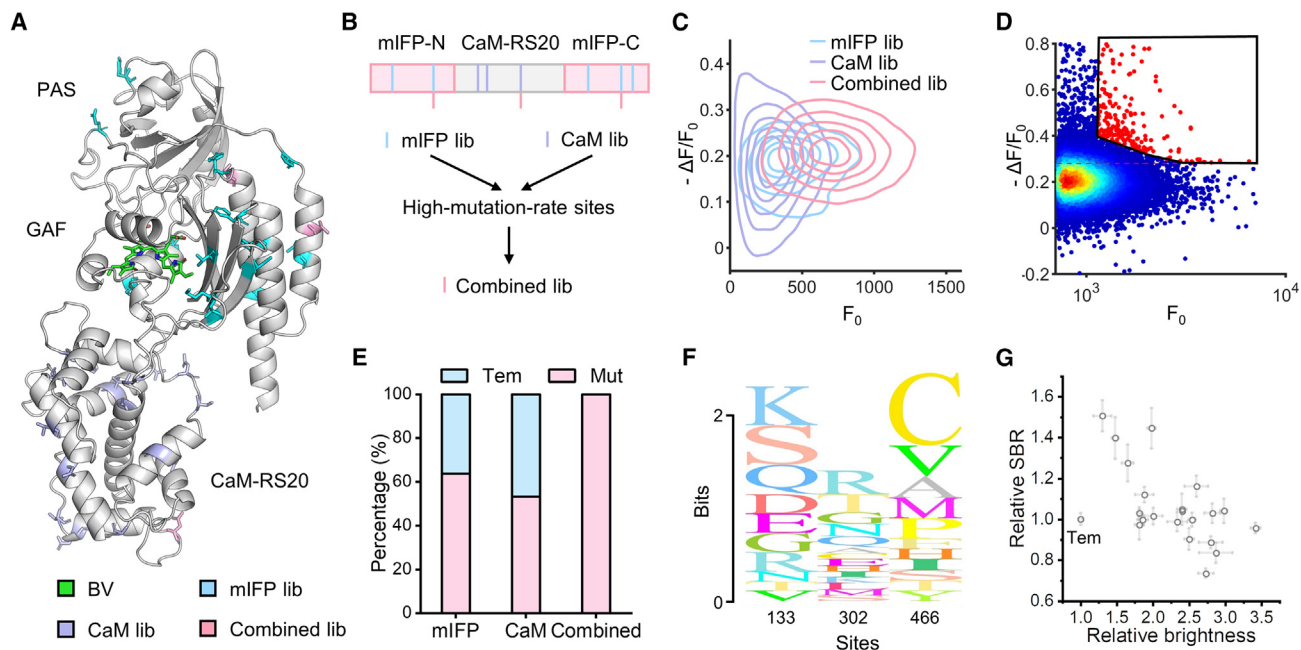 A
PAS
GAF
CaM-RS20
BV
mIFP lib
CaM lib
Combined lib
B
mIFP-N CaM-RS20 mIFP-C
mIFP lib
CaM lib
High-mutation-rate sites
Combined lib
C
mIFP lib
CaM lib
Combined lib
- ΔF/F0
0.4
0.3
0.2
0.1
0
0 500 1000 1500
F0
D
- ΔF/F0
0.8
0.6
0.4
0.2
0
-0.2
10³ 10⁴
F0
E
Tem Mut
Percentage (%)
100
80
60
40
20
0
mIFP CaM Combined
F
Bits
2
0
K
S
Q
D
E
G
R
N
I
V
R
T
G
N
Q
C
V
A
M
133 302 466
Sites
G
Relative SBR
1.6
1.4
1.2
1.0
0.8
0.6
Tem
1.0 1.5 2.0 2.5 3.0 3.5
Relative brightness